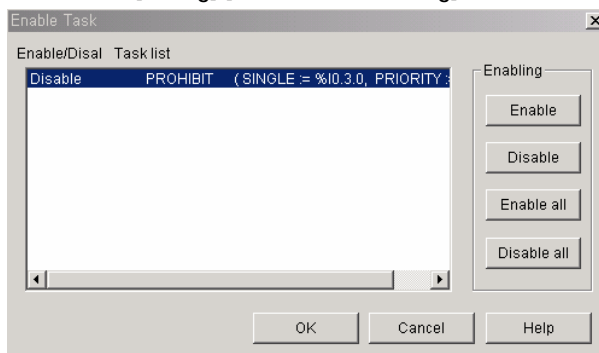 Enable Task
Enable/Disal Task list
Disable PROHIBIT ( SINGLE := %I0.3.0, PRIORITY :=
Enabling
Enable
Disable
Enable all
Disable all
OK Cancel Help